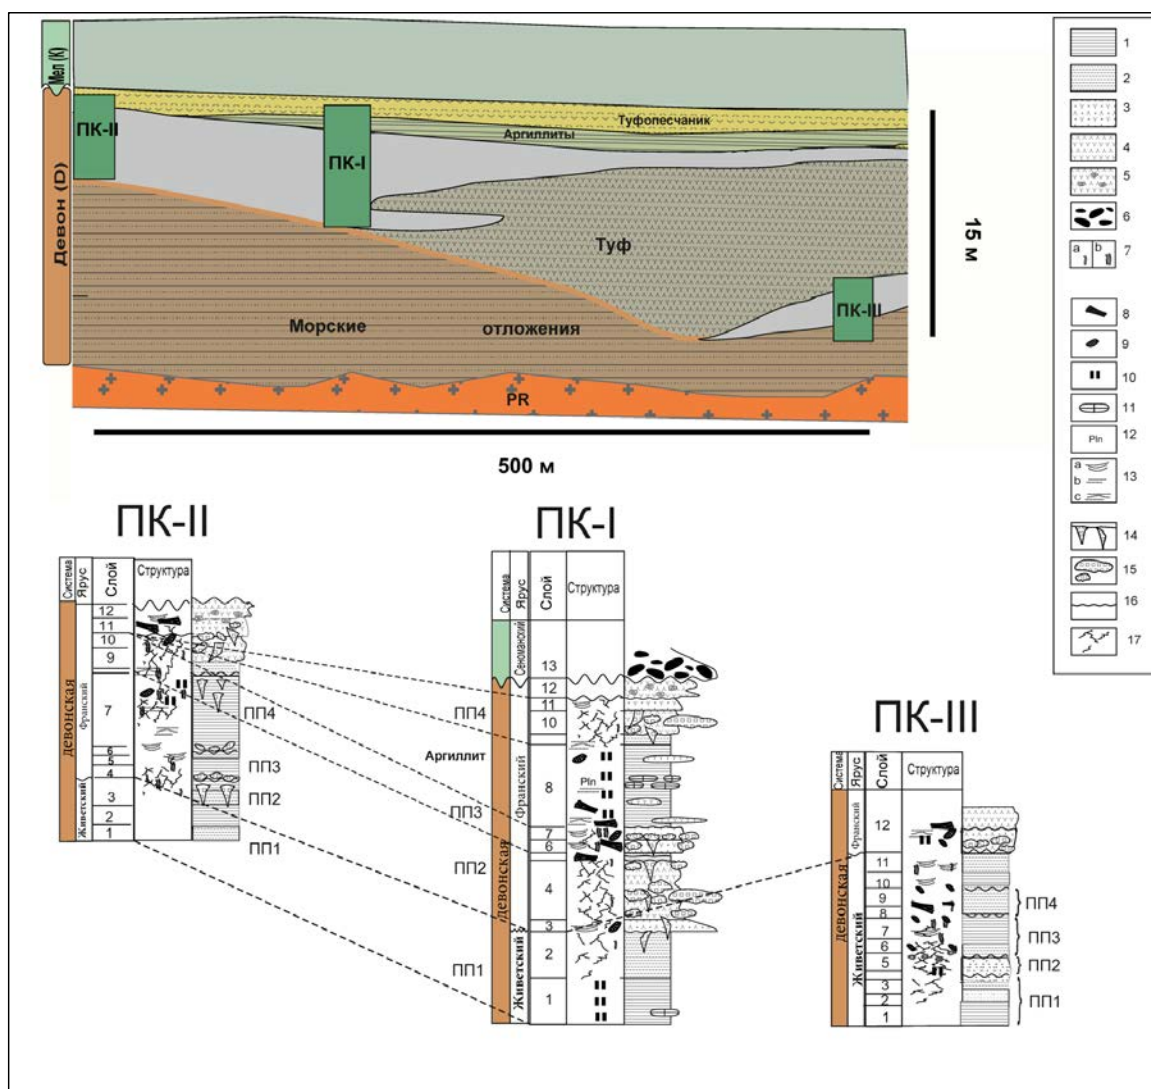 Мел (К)
Девон (D)
ПК-II
ПК-I
ПК-III
Туфопесчаник
Аргиллиты
Туф
Морские отложения
PR
15 м
500 м
1
2
3
4
5
6
a b 7
8
9
10
11
Pln 12
a
b 13
c
14
15
16
17
ПК-II
Система
Ярус
Слой
Структура
девонская
Франский
Живетский
12
11
10
9
7
6
5
4
3
2
1
ПП4
ПП3
ПП2
ПП1
ПК-I
Система
Ярус
Слой
Структура
Сеноманский
девонская
Франский
Живетский
13
12
11
10
8
7
6
4
3
2
1
Pln
ПП4
Аргиллит
ПП3
ПП2
ПП1
ПК-III
Система
Ярус
Слой
Структура
девонская
Франский
Живетский
12
11
10
9
8
7
6
5
3
2
1
ПП4
ПП3
ПП2
ПП1